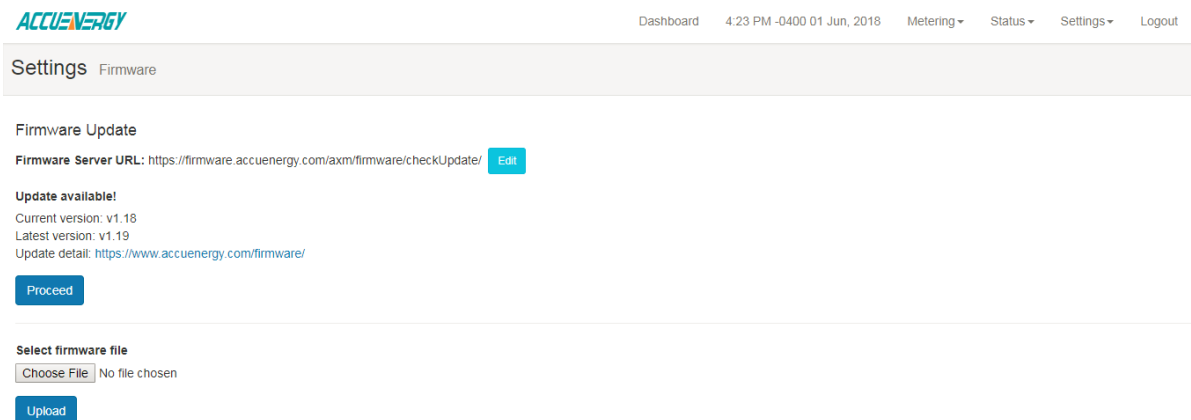 ACCUENERGY Dashboard 4:23 PM -0400 01 Jun, 2018 Metering Status Settings Logout
Settings Firmware
Firmware Update
Firmware Server URL: https://firmware.accuenergy.com/axm/firmware/checkUpdate/ Edit
Update available!
Current version: v1.18
Latest version: v1.19
Update detail: https://www.accuenergy.com/firmware/
Proceed
Select firmware file
Choose File No file chosen
Upload